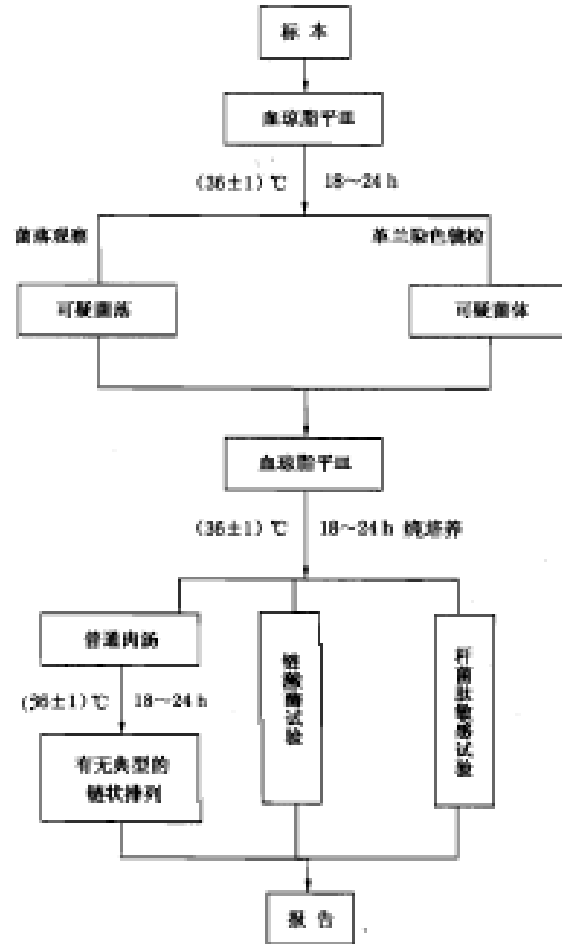 标 本
血琼脂平皿
(36±1) ℃ 18～24 h
菌落观察
革兰染色镜检
可疑菌落
可疑菌体
血琼脂平皿
(36±1) ℃ 18～24 h 纯培养
普通肉汤
链激酶试验
杆菌肽敏感试验
(36±1) ℃ 18～24 h
有无典型的
链状排列
报 告